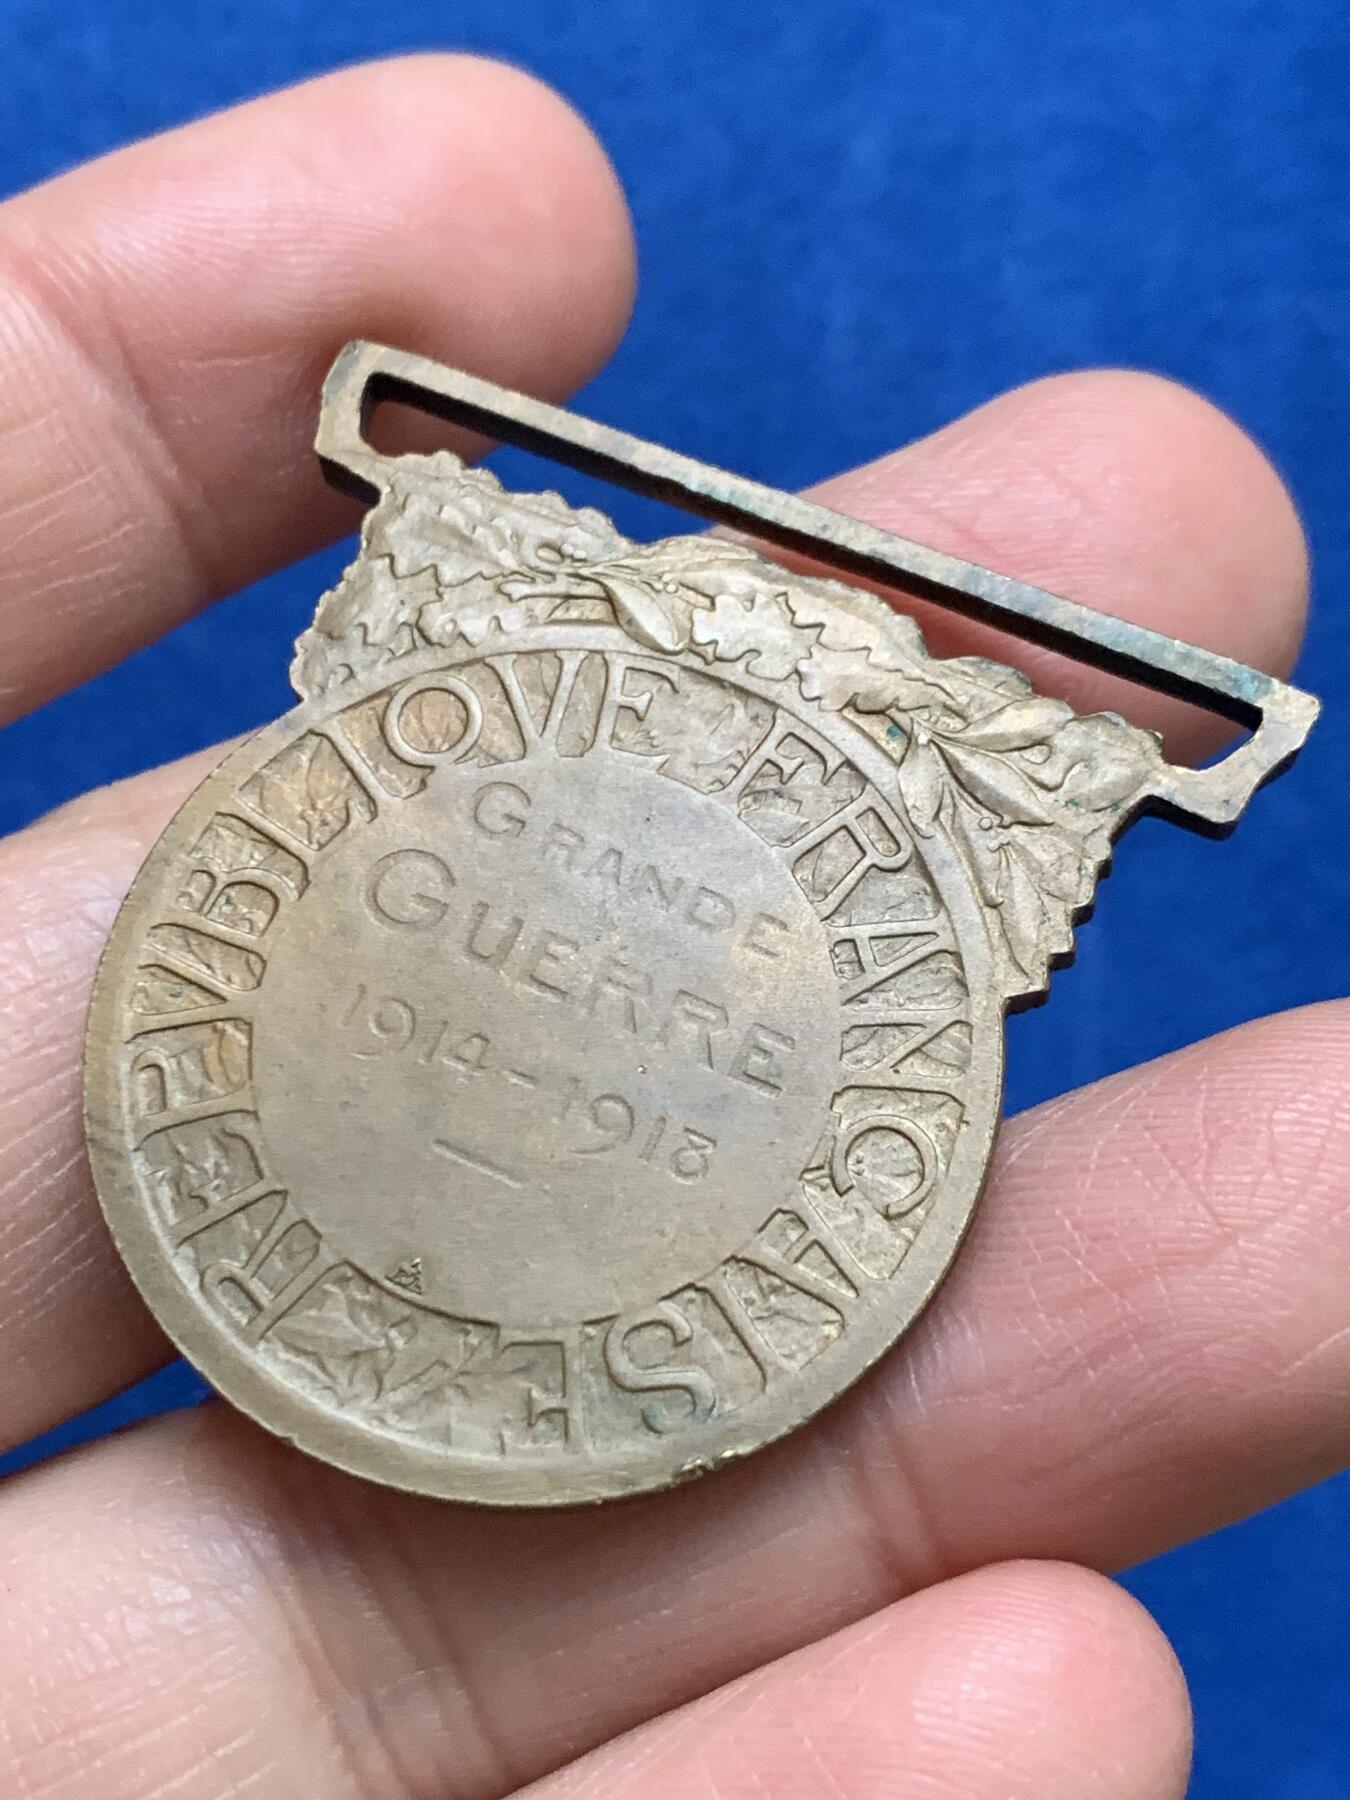 REPVBLIQVE FRANÇAISE
GRANDE
GUERRE
1914-1918